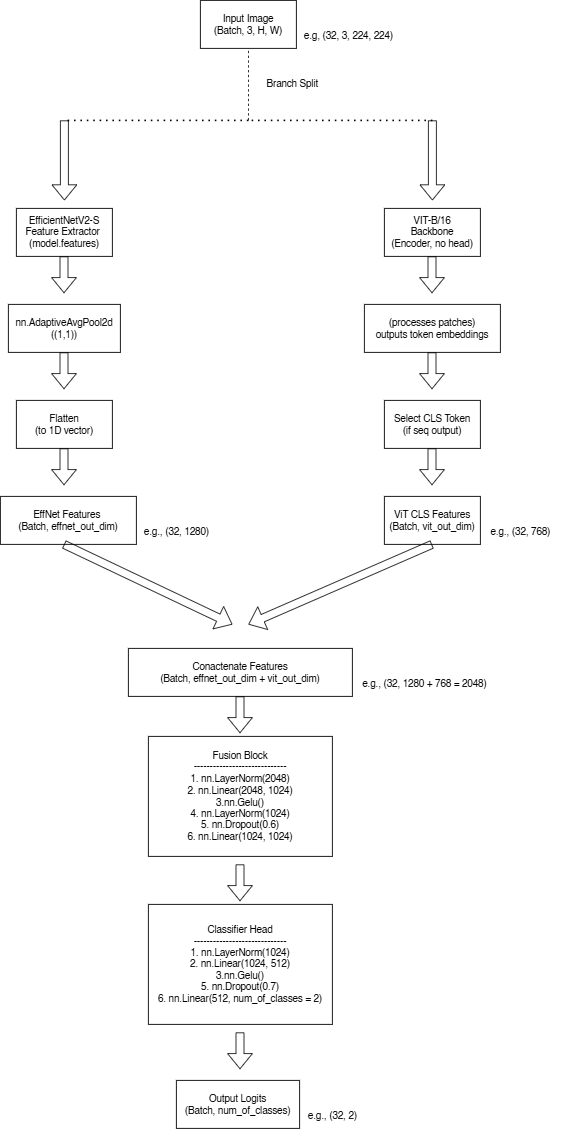 Input Image
(Batch, 3, H, W)
e.g, (32, 3, 224, 224)
Branch Split
EfficientNetV2-S
Feature Extractor
(model.features)
VIT-B/16
Backbone
(Encoder, no head)
nn.AdaptiveAvgPool2d
((1,1))
(processes patches)
outputs token embeddings
Flatten
(to 1D vector)
Select CLS Token
(if seq output)
EffNet Features
(Batch, effnet_out_dim)
e.g., (32, 1280)
ViT CLS Features
(Batch, vit_out_dim)
e.g., (32, 768)
Conactenate Features
(Batch, effnet_out_dim + vit_out_dim)
e.g., (32, 1280 + 768 = 2048)
Fusion Block
-----------------------------
1. nn.LayerNorm(2048)
2. nn.Linear(2048, 1024)
3.nn.Gelu()
4. nn.LayerNorm(1024)
5. nn.Dropout(0.6)
6. nn.Linear(1024, 1024)
Classifier Head
-----------------------------
1. nn.LayerNorm(1024)
2. nn.Linear(1024, 512)
3.nn.Gelu()
5. nn.Dropout(0.7)
6. nn.Linear(512, num_of_classes = 2)
Output Logits
(Batch, num_of_classes)
e.g., (32, 2)